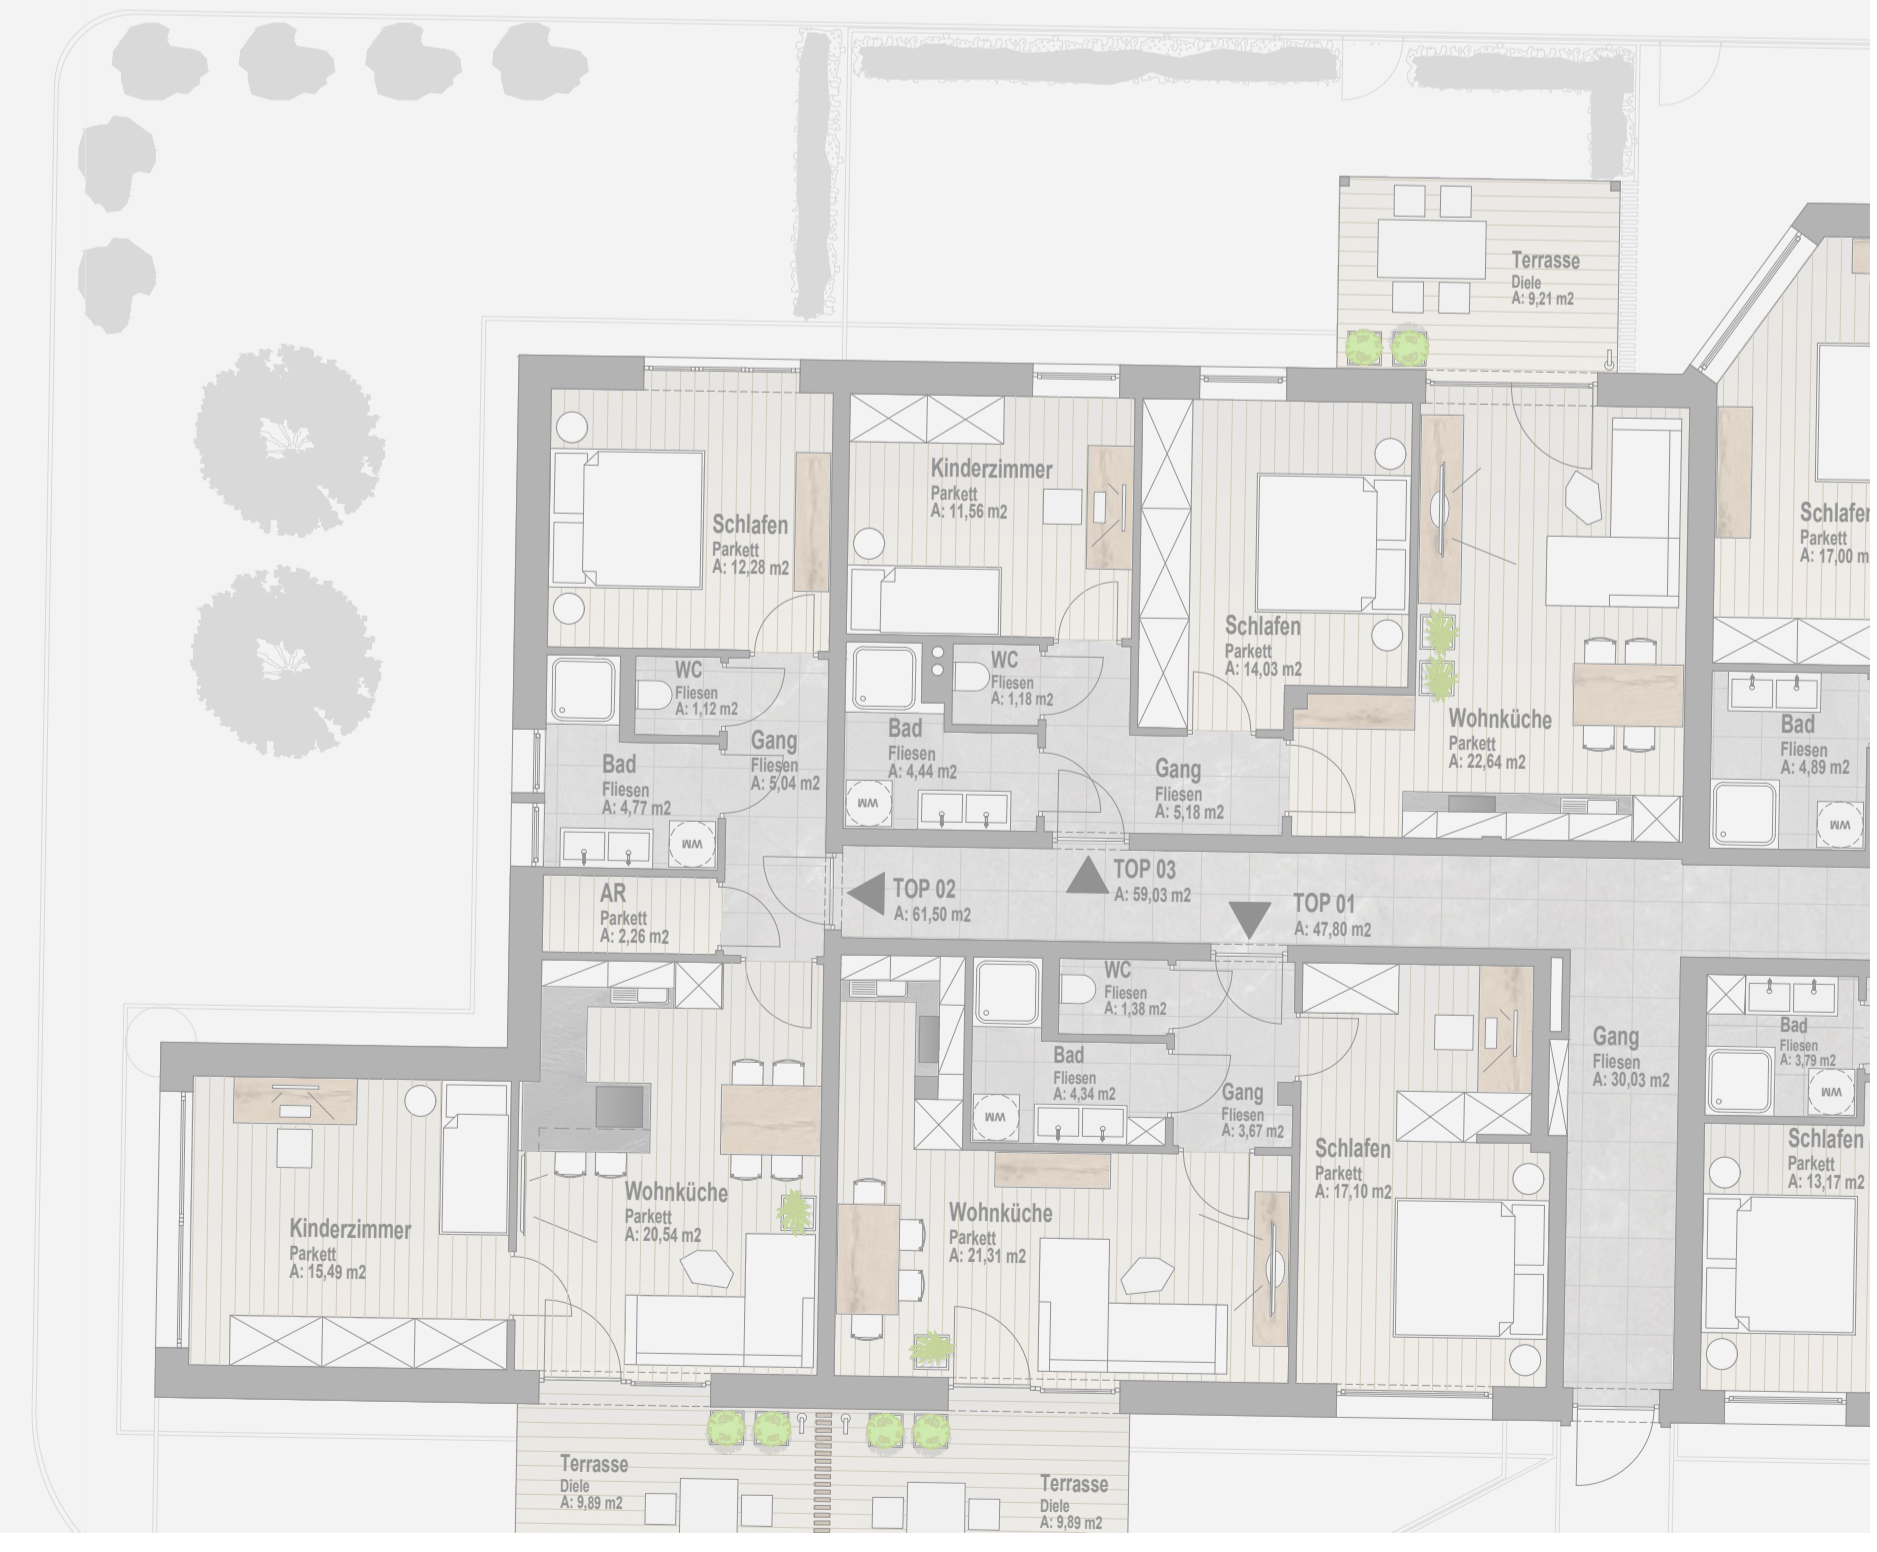 Terrasse
Diele
A: 9,21 m2
Kinderzimmer
Parkett
A: 11,56 m2
Schlafen
Parkett
A: 12,28 m2
Schlafen
Parkett
A: 17,00 m
Schlafen
Parkett
A: 14,03 m2
WC
Fliesen
A: 1,12 m2
WC
Fliesen
A: 1,18 m2
Wohnküche
Parkett
A: 22,64 m2
Bad
Fliesen
A: 4,89 m2
Bad
Fliesen
A: 4,44 m2
Gang
Fliesen
A: 5,04 m2
Bad
Fliesen
A: 4,77 m2
Gang
Fliesen
A: 5,18 m2
WM
WM
WM
TOP 03
A: 59,03 m2
TOP 02
A: 61,50 m2
TOP 01
A: 47,80 m2
AR
Parkett
A: 2,26 m2
WC
Fliesen
A: 1,38 m2
Bad
Fliesen
A: 4,34 m2
WM
Gang
Fliesen
A: 3,67 m2
Gang
Fliesen
A: 30,03 m2
Bad
Fliesen
A: 3,79 m2
WM
Schlafen
Parkett
A: 17,10 m2
Schlafen
Parkett
A: 13,17 m2
Kinderzimmer
Parkett
A: 15,49 m2
Wohnküche
Parkett
A: 20,54 m2
Wohnküche
Parkett
A: 21,31 m2
Terrasse
Diele
A: 9,89 m2
Terrasse
Diele
A: 9,89 m2